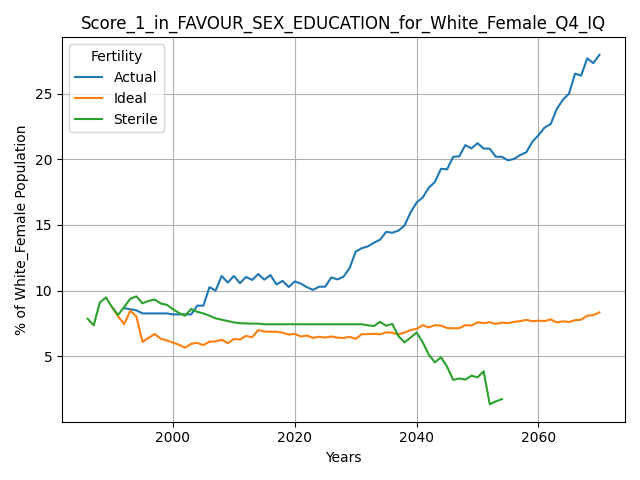 Score_1_in_FAVOUR_SEX_EDUCATION_for_White_Female_Q4_IQ
Fertility
Actual
Ideal
Sterile
% of White_Female Population
25
20
15
10
5
2000 2020 2040 2060
Years